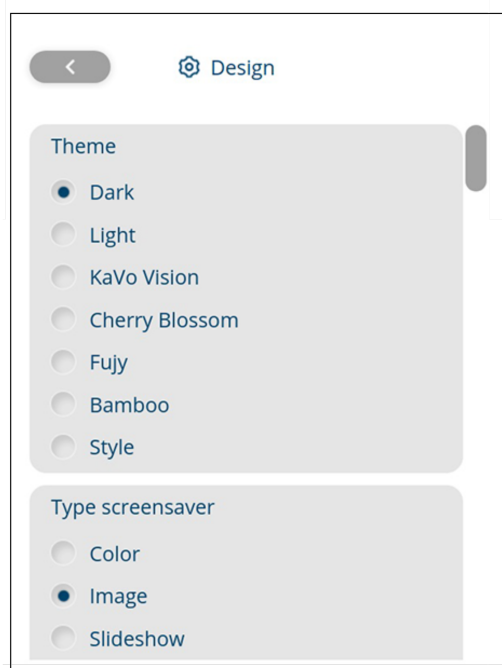 Design
Theme
Dark
Light
KaVo Vision
Cherry Blossom
Fujy
Bamboo
Style
Type screensaver
Color
Image
Slideshow